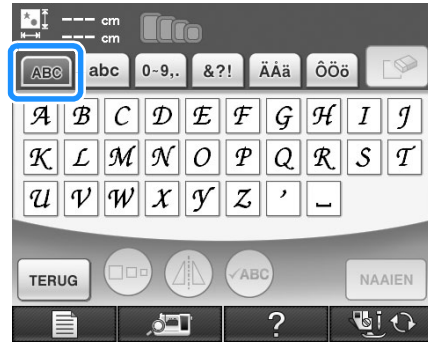 --- cm
--- cm
ABC abc 0~9,. &?! ÄÅä ÔÖö
A B C D E F G H I J
K L M N O P Q R S T
U V W X Y Z ’ ⎵
TERUG ✓ABC NAAIEN
?